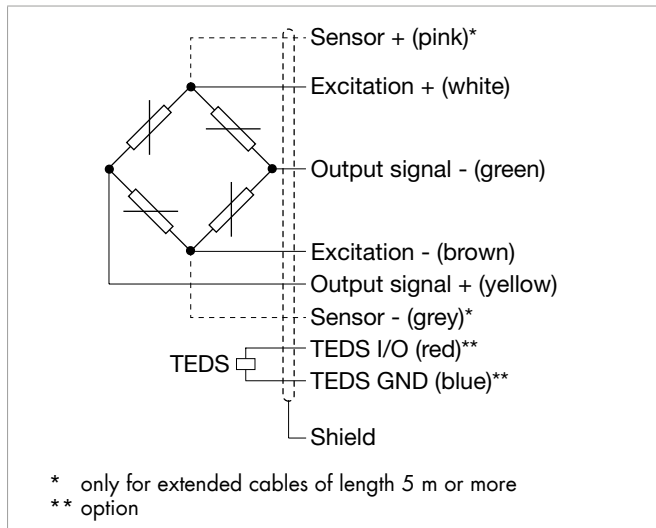 Sensor + (pink)*
Excitation + (white)
Output signal - (green)
Excitation - (brown)
Output signal + (yellow)
Sensor - (grey)*
TEDS I/O (red)**
TEDS
TEDS GND (blue)**
Shield
* only for extended cables of length 5 m or more
** option